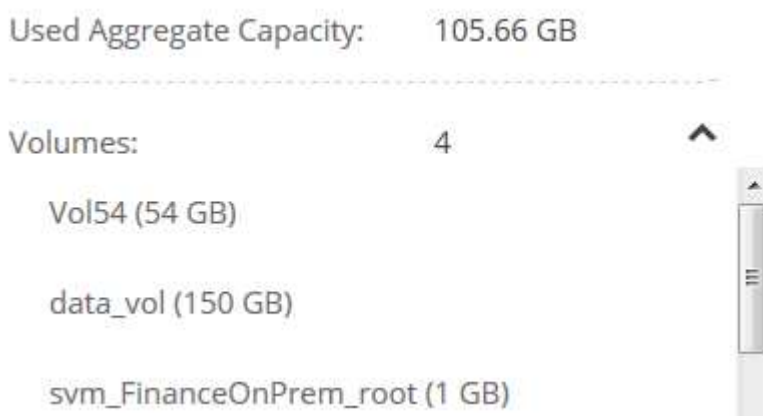 Used Aggregate Capacity: 105.66 GB
Volumes: 4
Vol54 (54 GB)
data_vol (150 GB)
svm_FinanceOnPrem_root (1 GB)